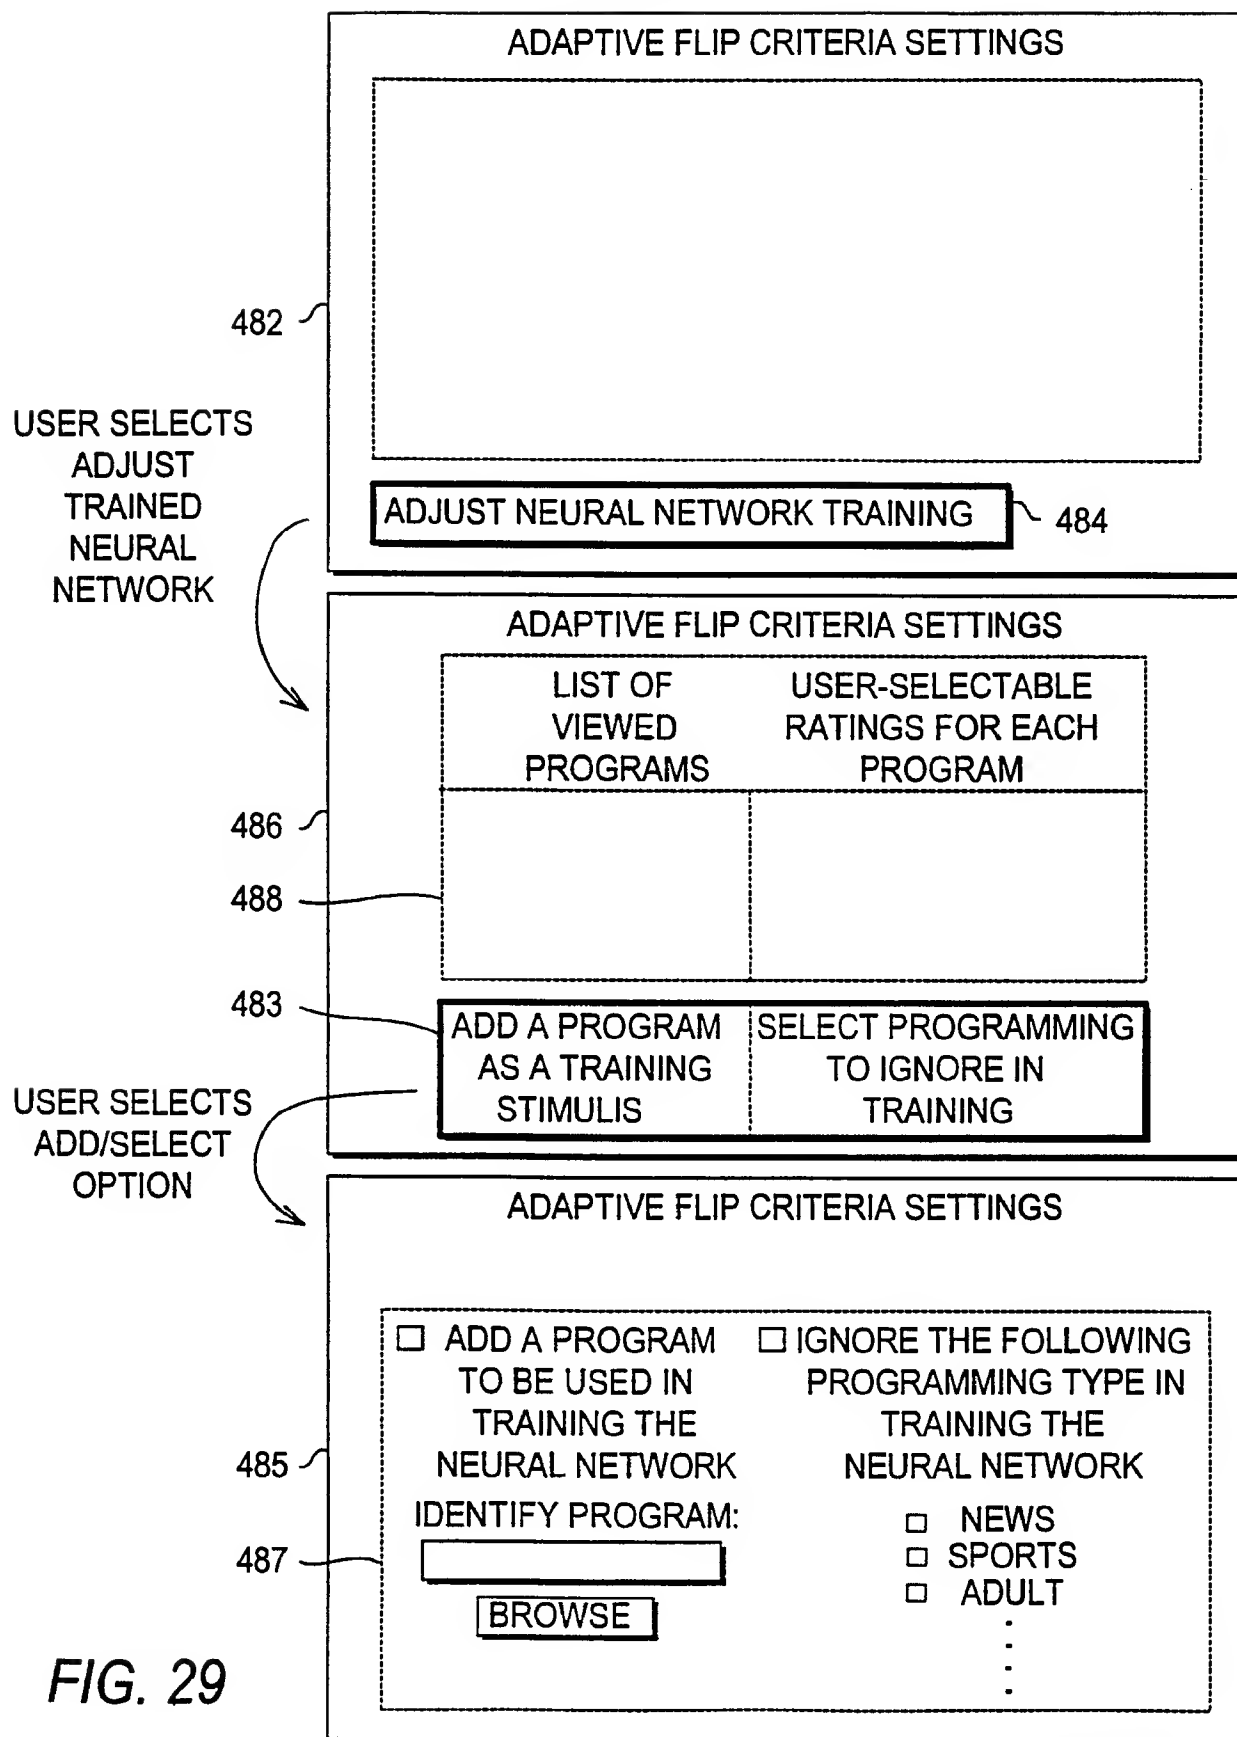 ADAPTIVE FLIP CRITERIA SETTINGS
482
USER SELECTS
ADJUST
TRAINED
NEURAL
NETWORK
ADJUST NEURAL NETWORK TRAINING
484
ADAPTIVE FLIP CRITERIA SETTINGS
LIST OF
VIEWED
PROGRAMS
USER-SELECTABLE
RATINGS FOR EACH
PROGRAM
486
488
483
ADD A PROGRAM
AS A TRAINING
STIMULIS
SELECT PROGRAMMING
TO IGNORE IN
TRAINING
USER SELECTS
ADD/SELECT
OPTION
ADAPTIVE FLIP CRITERIA SETTINGS
ADD A PROGRAM
TO BE USED IN
TRAINING THE
NEURAL NETWORK
IDENTIFY PROGRAM:
BROWSE
IGNORE THE FOLLOWING
PROGRAMMING TYPE IN
TRAINING THE
NEURAL NETWORK
NEWS
SPORTS
ADULT
485
487
FIG. 29